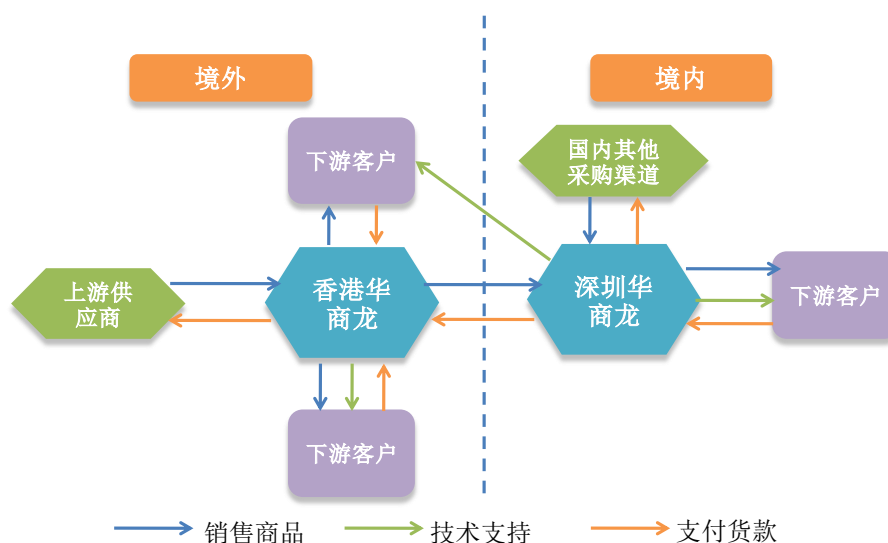 境外
境内
下游客户
国内其他
采购渠道
上游供
应商
香港华
商龙
深圳华
商龙
下游客户
下游客户
销售商品
技术支持
支付货款